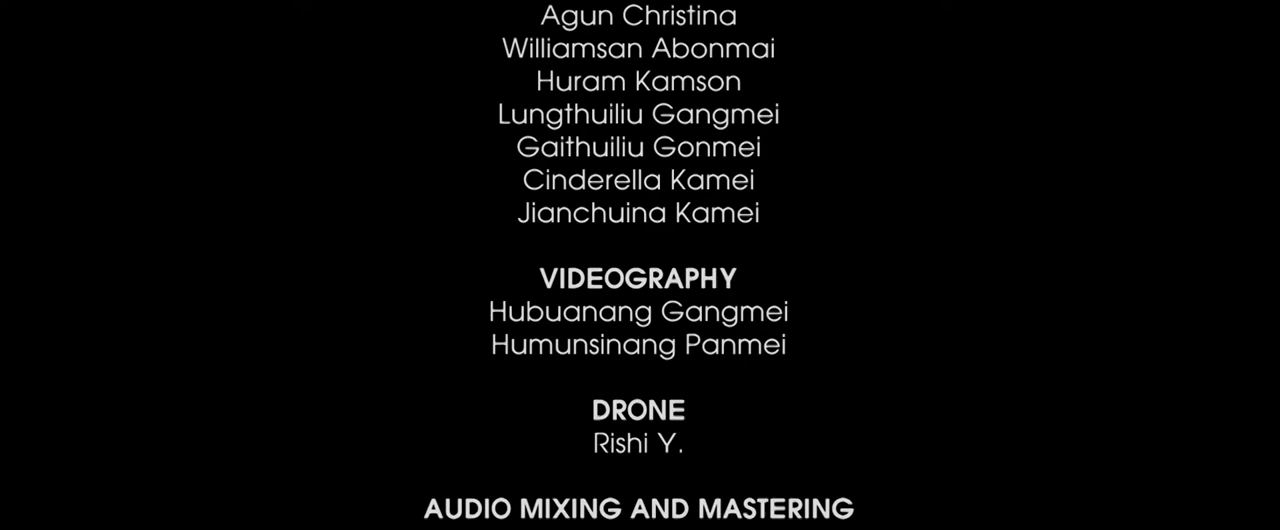 Agun Christina
Williamsan Abonmai
Huram Kamson
Lungthuiliu Gangmei
Gaithuiliu Gonmei
Cinderella Kamei
Jianchuina Kamei
VIDEOGRAPHY
Hubuanang Gangmei
Humunsinang Panmei
DRONE
Rishi Y.
AUDIO MIXING AND MASTERING